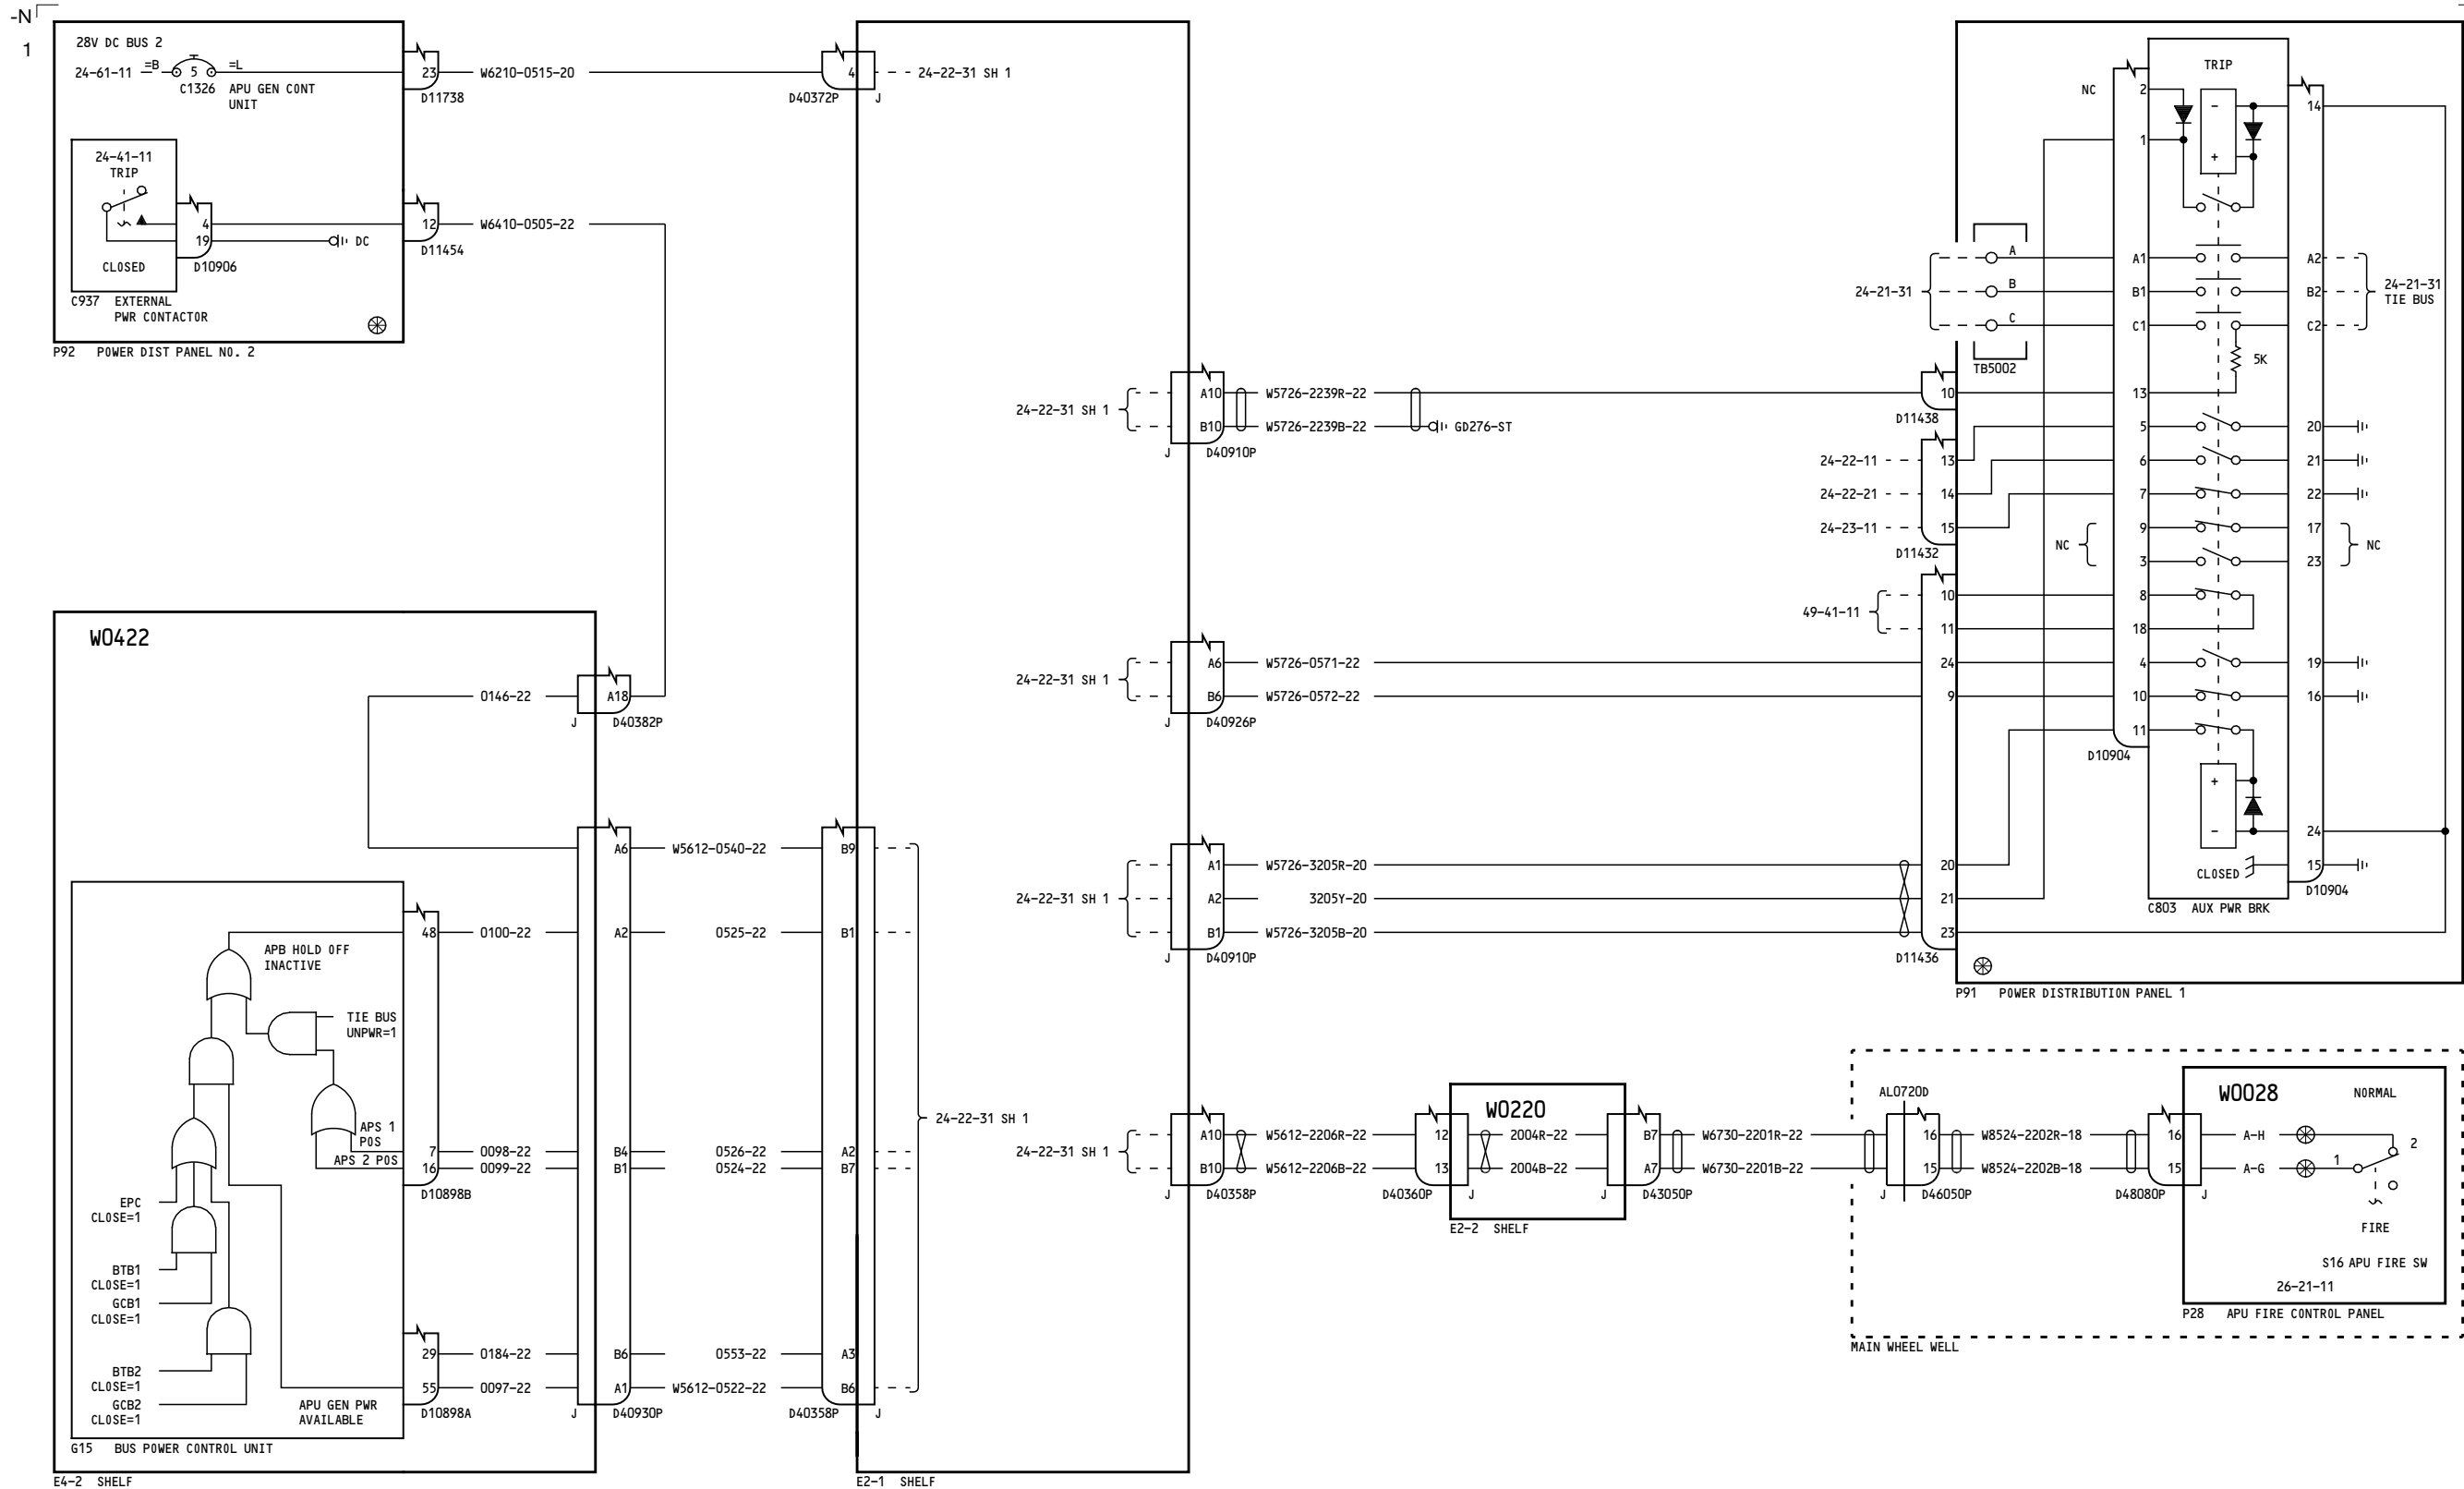 -N
1
28V DC BUS 2
24-61-11
=B
5
=L
C1326
APU GEN CONT
UNIT
23
D11738
W6210-0515-20
D40372P
4
J
24-22-31 SH 1
24-41-11
TRIP
CLOSED
4
19
D10906
DC
12
D11454
W6410-0505-22
C937 EXTERNAL
PWR CONTACTOR
P92 POWER DIST PANEL NO. 2
W0422
0146-22
A18
J
D40382P
A6
W5612-0540-22
B9
48
0100-22
A2
0525-22
B1
APB HOLD OFF
INACTIVE
TIE BUS
UNPWR=1
APS 1
POS
APS 2 POS
7
0098-22
B4
0526-22
A2
16
0099-22
B1
0524-22
B7
D10898B
EPC
CLOSE=1
BTB1
CLOSE=1
GCB1
CLOSE=1
BTB2
CLOSE=1
GCB2
CLOSE=1
29
0184-22
B6
0553-22
A3
55
0097-22
A1
W5612-0522-22
B6
APU GEN PWR
AVAILABLE
D10898A
J
D40930P
D40358P
J
24-22-31 SH 1
G15 BUS POWER CONTROL UNIT
E4-2 SHELF
E2-1 SHELF
24-22-31 SH 1
A10
W5726-2239R-22
B10
W5726-2239B-22
GD276-ST
J
D40910P
24-22-31 SH 1
A6
W5726-0571-22
B6
W5726-0572-22
J
D40926P
24-22-31 SH 1
A1
W5726-3205R-20
A2
3205Y-20
B1
W5726-3205B-20
J
D40910P
24-22-31 SH 1
A10
W5612-2206R-22
B10
W5612-2206B-22
J
D40358P
W0220
12
2004R-22
B7
13
2004B-22
A7
D40360P
J
J
D43050P
E2-2 SHELF
W6730-2201R-22
W6730-2201B-22
AL0720D
16
15
J
D46050P
W8524-2202R-18
W8524-2202B-18
16
15
D48080P
J
W0028
NORMAL
A-H
A-G
1
2
FIRE
S16 APU FIRE SW
26-21-11
P28 APU FIRE CONTROL PANEL
MAIN WHEEL WELL
TRIP
NC
2
1
-
+
14
24-21-31
A
B
C
TB5002
A1
B1
C1
A2
B2
C2
24-21-31
TIE BUS
5K
10
D11438
13
24-22-11
13
24-22-21
14
24-23-11
15
D11432
5
20
6
21
7
22
NC
9
17
3
23
NC
49-41-11
10
8
11
18
24
4
19
9
10
16
11
D10904
+
-
24
CLOSED
15
D10904
20
21
23
D11436
C803 AUX PWR BRK
P91 POWER DISTRIBUTION PANEL 1